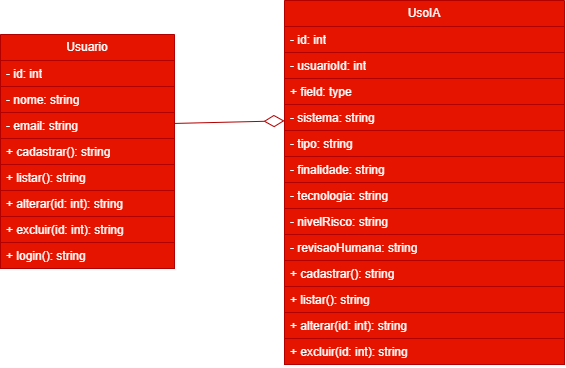 Usuario
- id: int
- nome: string
- email: string
+ cadastrar(): string
+ listar(): string
+ alterar(id: int): string
+ excluir(id: int): string
+ login(): string
UsoIA
- id: int
- usuarioId: int
+ field: type
- sistema: string
- tipo: string
- finalidade: string
- tecnologia: string
- nivelRisco: string
- revisaoHumana: string
+ cadastrar(): string
+ listar(): string
+ alterar(id: int): string
+ excluir(id: int): string